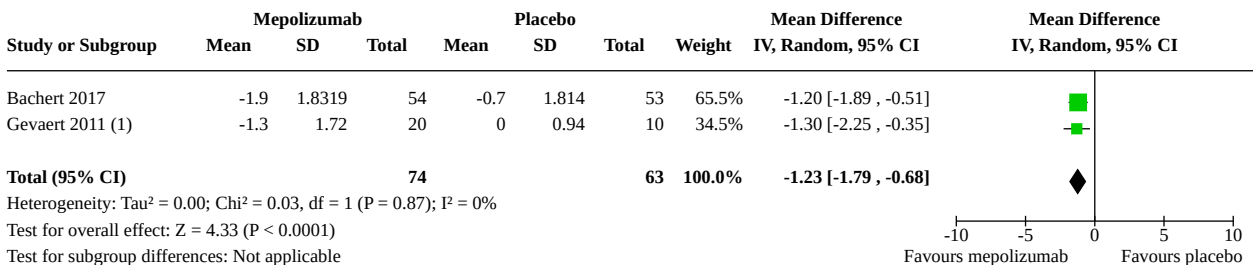 Mepolizumab Placebo Mean Difference Mean Difference
Study or Subgroup Mean SD Total Mean SD Total Weight IV, Random, 95% CI IV, Random, 95% CI
Bachert 2017 -1.9 1.8319 54 -0.7 1.814 53 65.5% -1.20 [-1.89 , -0.51]
Gevaert 2011 (1) -1.3 1.72 20 0 0.94 10 34.5% -1.30 [-2.25 , -0.35]
Total (95% CI) 74 63 100.0% -1.23 [-1.79 , -0.68]
Heterogeneity: Tau² = 0.00; Chi² = 0.03, df = 1 (P = 0.87); I² = 0%
Test for overall effect: Z = 4.33 (P < 0.0001)
-10 -5 0 5 10
Test for subgroup differences: Not applicable Favours mepolizumab Favours placebo